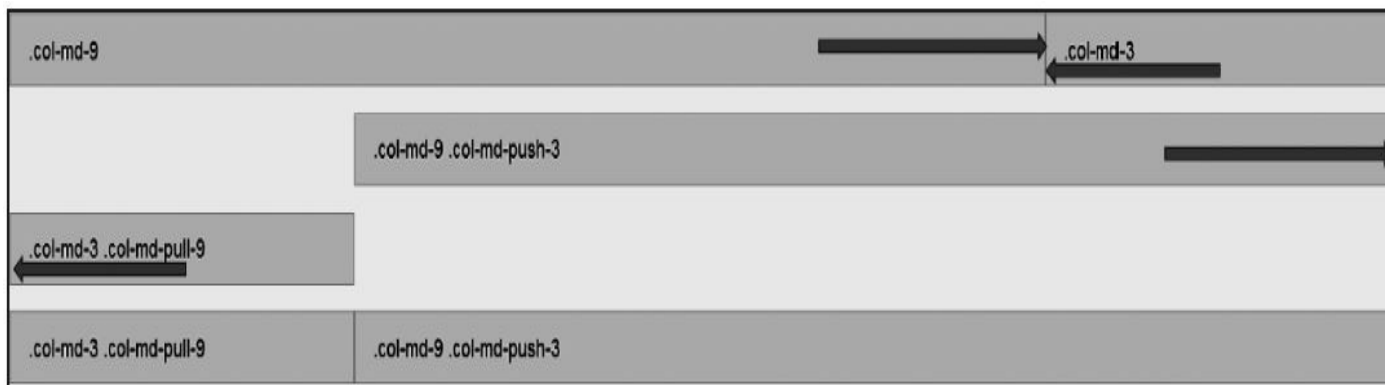 .col-md-9 .col-md-3
.col-md-9 .col-md-push-3
.col-md-3 .col-md-pull-9
.col-md-3 .col-md-pull-9 .col-md-9 .col-md-push-3